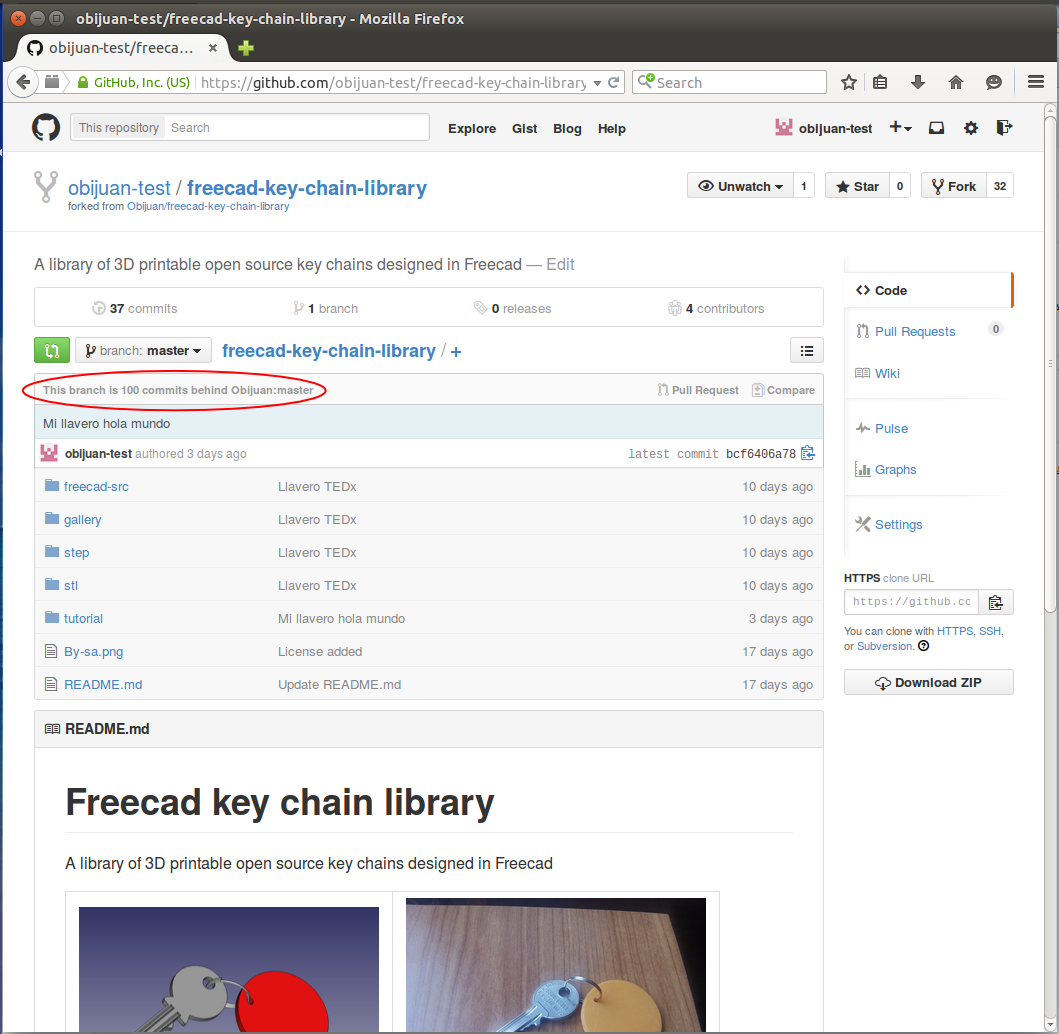 obijuan-test/freecad-key-chain-library - Mozilla Firefox
obijuan-test/freeca...
GitHub, Inc. (US) https://github.com/obijuan-test/freecad-key-chain-library Search
This repository Search Explore Gist Blog Help obijuan-test
obijuan-test / freecad-key-chain-library Unwatch 1 Star 0 Fork 32
forked from Obijuan/freecad-key-chain-library
A library of 3D printable open source key chains designed in Freecad — Edit
37 commits 1 branch 0 releases 4 contributors
branch: master freecad-key-chain-library / +
This branch is 100 commits behind Obijuan:master Pull Request Compare
Mi llavero hola mundo
obijuan-test authored 3 days ago latest commit bcf6406a78
freecad-src Llavero TEDx 10 days ago
gallery Llavero TEDx 10 days ago
step Llavero TEDx 10 days ago
stl Llavero TEDx 10 days ago
tutorial Mi llavero hola mundo 3 days ago
By-sa.png License added 17 days ago
README.md Update README.md 17 days ago
Code
Pull Requests 0
Wiki
Pulse
Graphs
Settings
HTTPS clone URL
https://github.cc
You can clone with HTTPS, SSH,
or Subversion.
Download ZIP
README.md
Freecad key chain library
A library of 3D printable open source key chains designed in Freecad